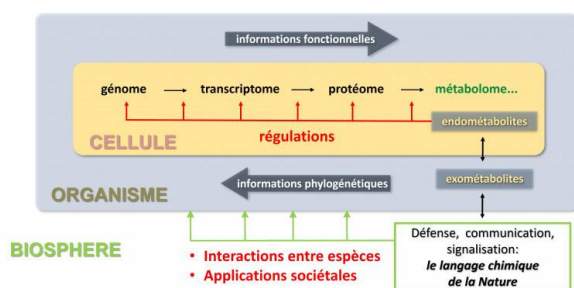 informations fonctionnelles
génome transcriptome protéome métabolome...
endométabolites
régulations
CELLULE
exométabolites
informations phylogénétiques
ORGANISME
BIOSPHERE
Défense, communication,
signalisation:
le langage chimique
de la Nature
• Interactions entre espèces
• Applications sociétales